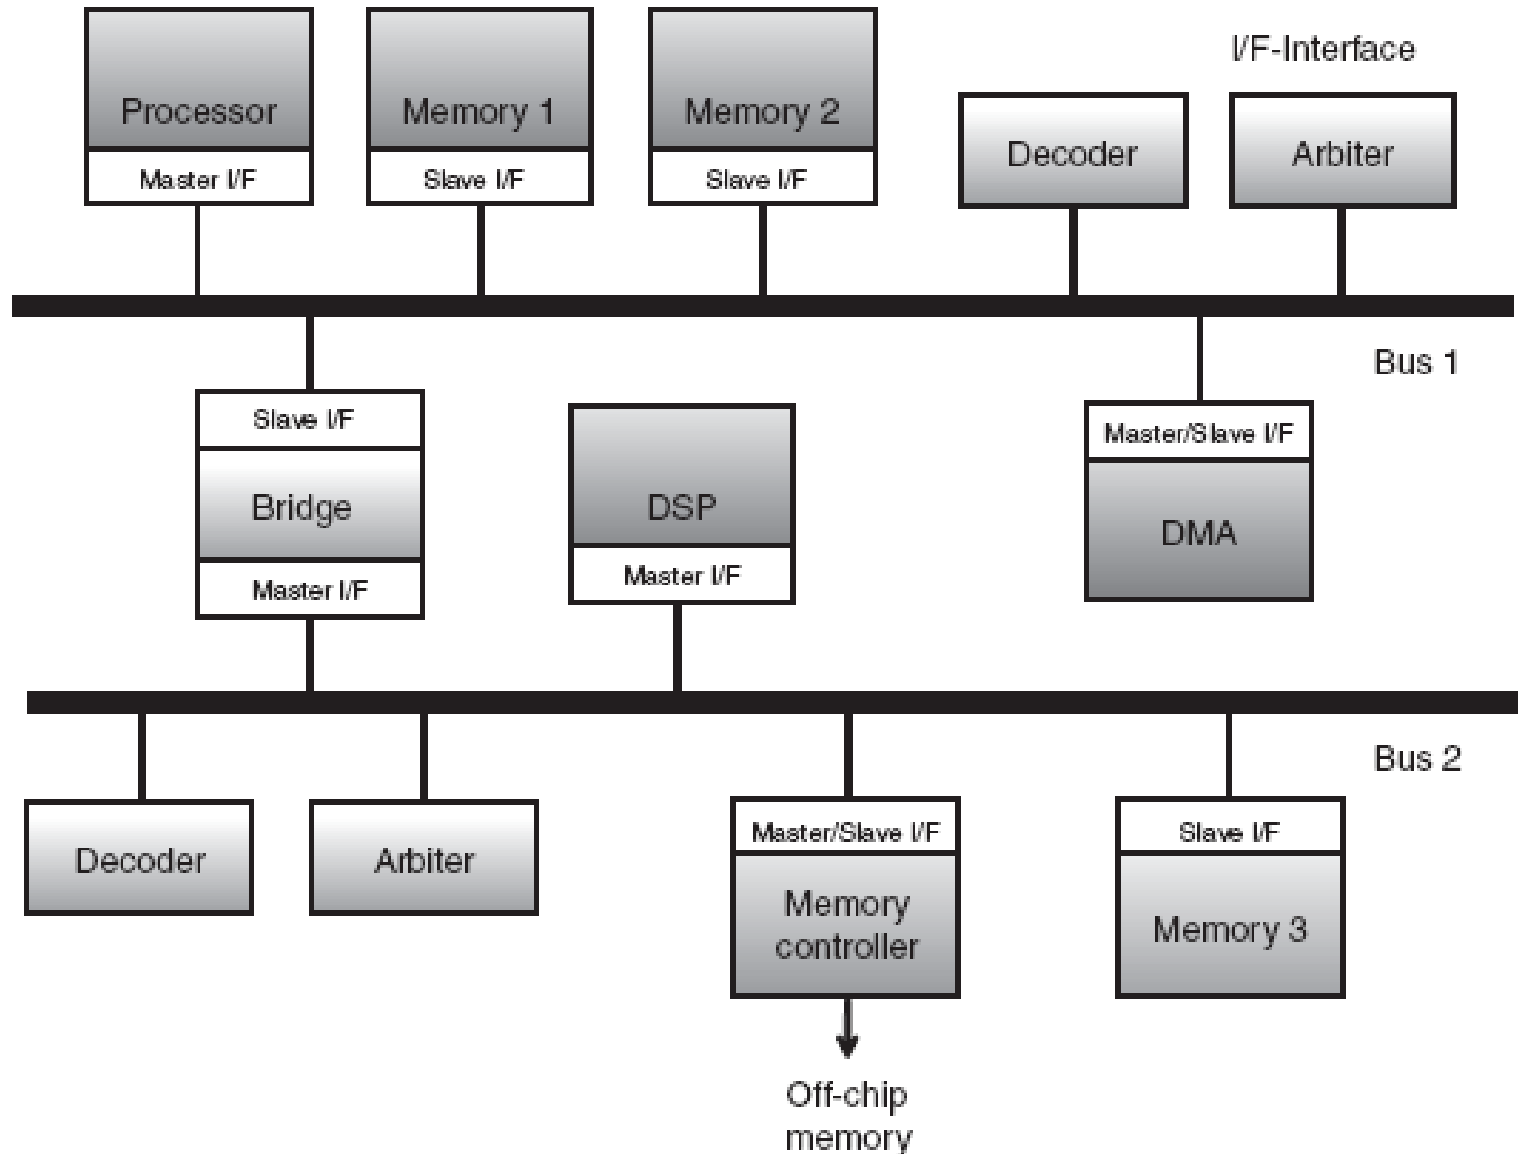 I/F-Interface
Processor
Memory 1
Memory 2
Decoder
Arbiter
Master I/F
Slave I/F
Slave I/F
Bus 1
Slave I/F
Bridge
Master I/F
DSP
Master I/F
Master/Slave I/F
DMA
Bus 2
Decoder
Arbiter
Master/Slave I/F
Memory
controller
Slave I/F
Memory 3
Off-chip
memory